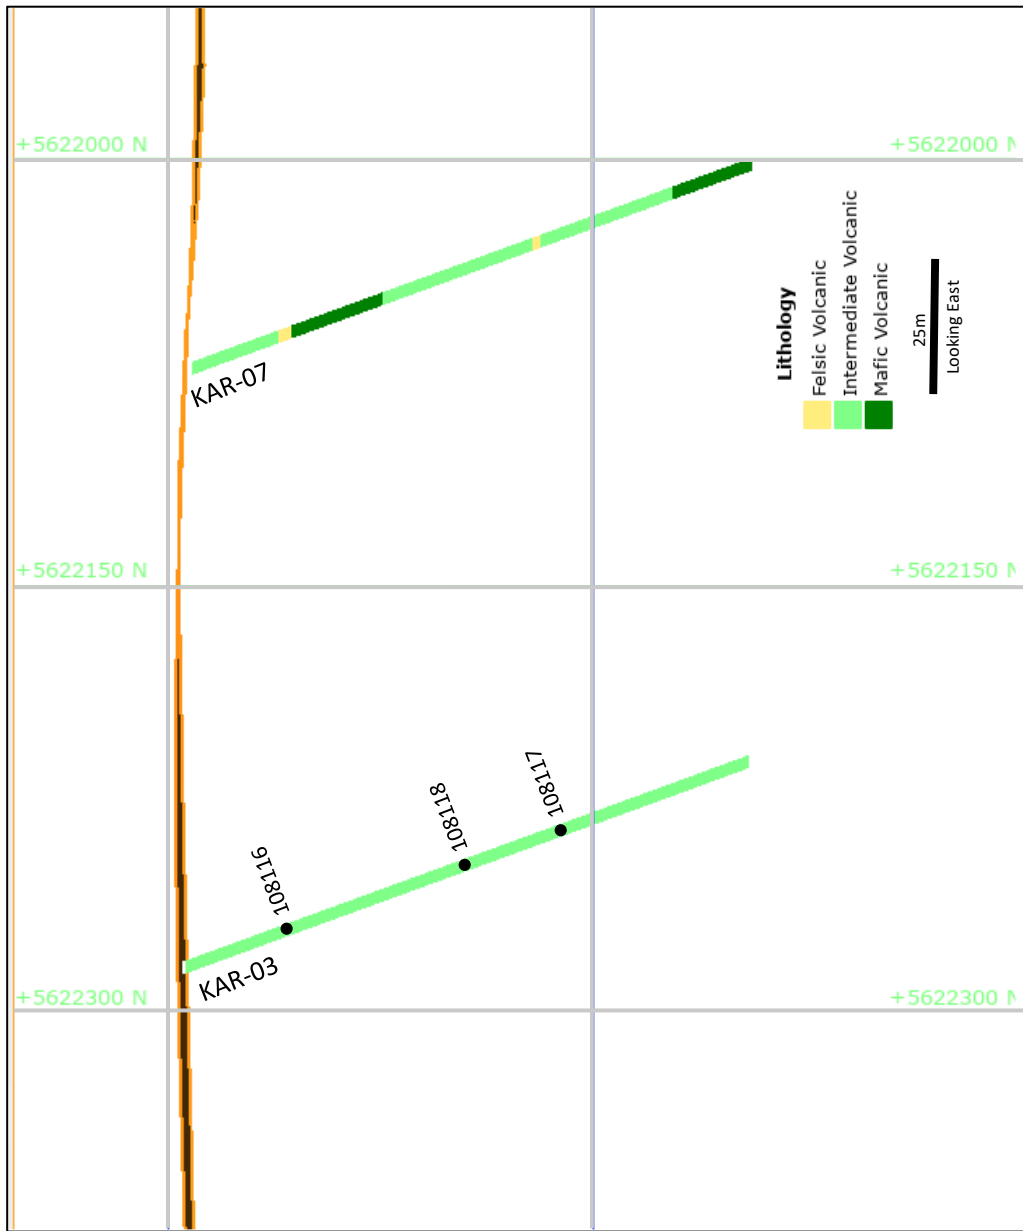 +5622000 N
+5622000 N
KAR-07
Lithology
Felsic Volcanic
Intermediate Volcanic
Mafic Volcanic
25m
Looking East
+5622150 N
+5622150 N
108117
108118
108116
KAR-03
+5622300 N
+5622300 N